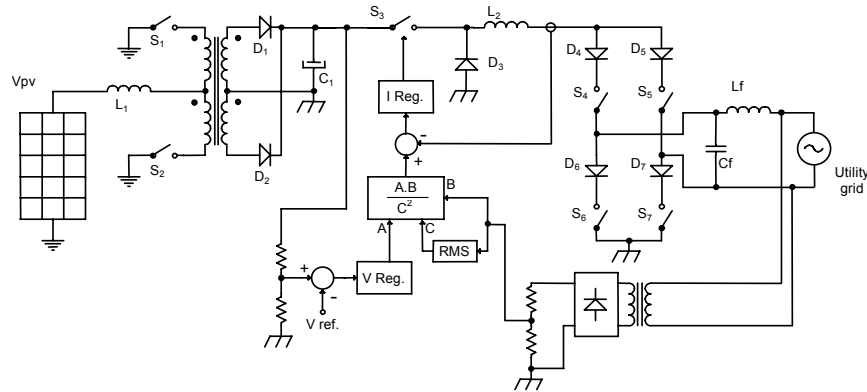 S1
D1
S3
L2
Vpv
L1
C1
D3
D4
D5
I Reg.
S4
S5
Lf
S2
D2
-
+
A.B
C2
B
A
C
D6
D7
Cf
Utility
grid
S6
S7
RMS
+
-
V Reg.
V ref.